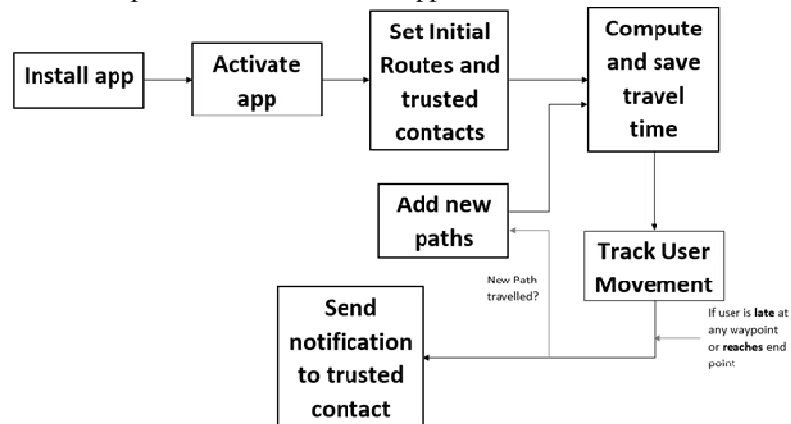 Install app
Activate
app
Set Initial
Routes and
trusted
contacts
Compute
and save
travel
time
Add new
paths
Track User
Movement
New Path
travelled?
If user is late at
any waypoint
or reaches end
point
Send
notification
to trusted
contact